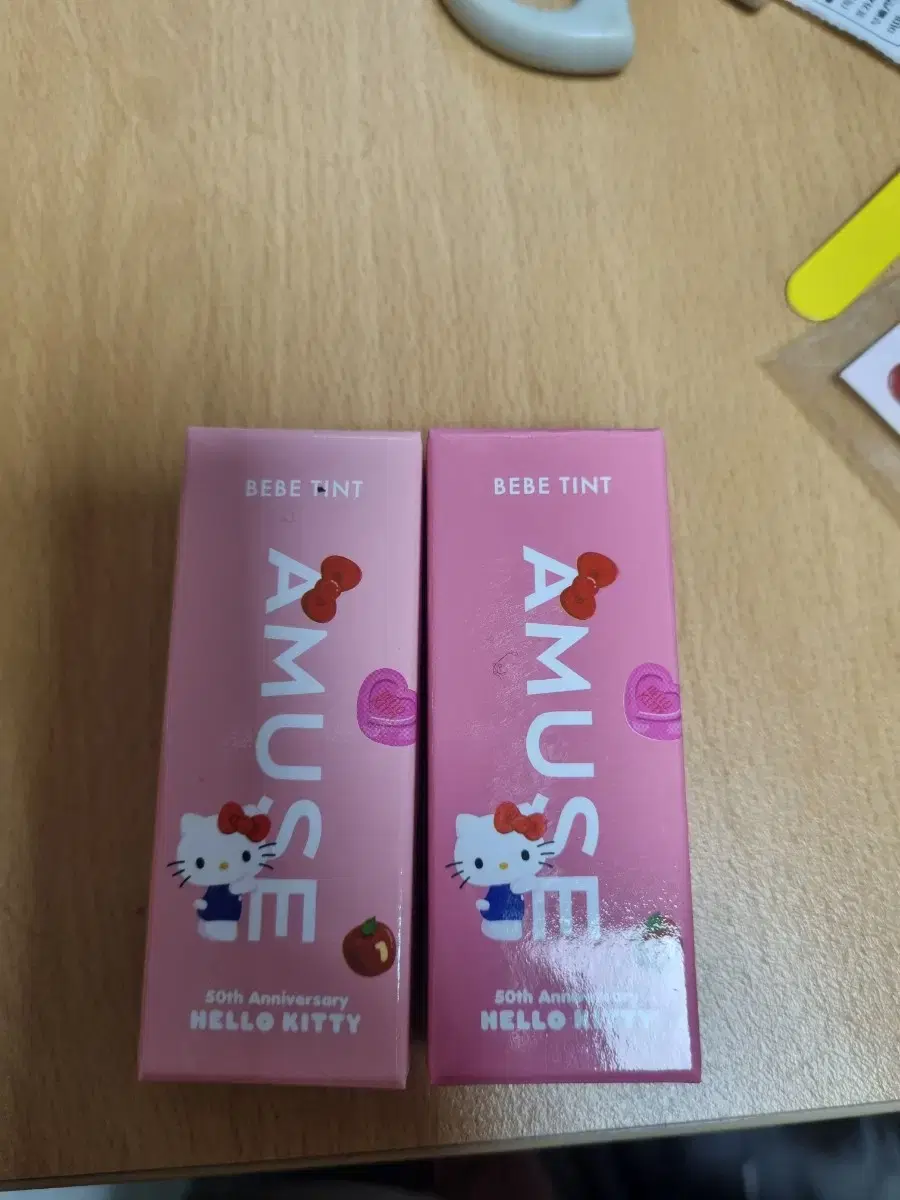 BEBE TINT
AMUSE
50th Anniversary
HELLO KITTY
BEBE TINT
AMUSE
50th Anniversary
HELLO KITTY